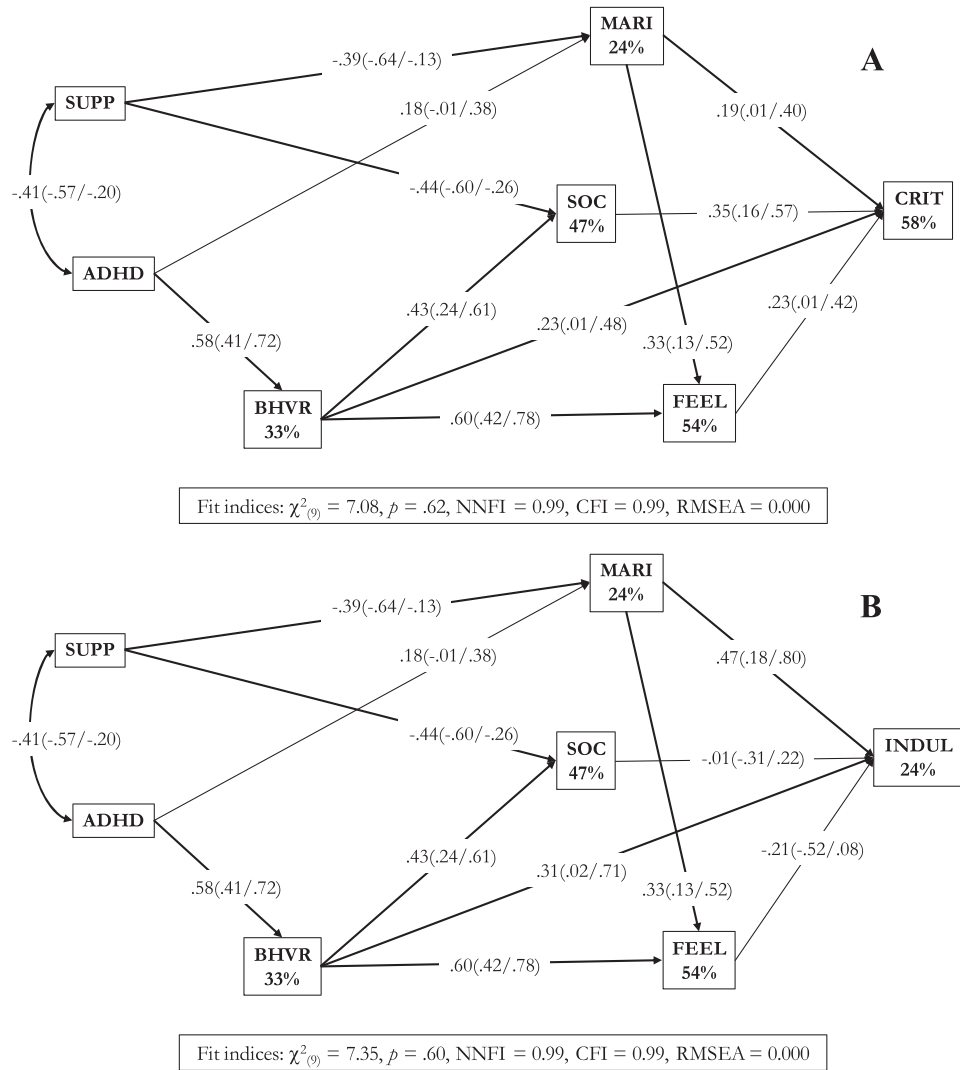 MARI
24%
A
-.39(-.64/-.13)
SUPP
.18(-.01/.38)
.19(.01/.40)
-.41(-.57/-.20)
-.44(-.60/-.26)
SOC
47%
.35(.16/.57)
CRIT
58%
ADHD
.43(.24/.61)
.23(.01/.48)
.23(.01/.42)
.58(.41/.72)
.33(.13/.52)
BHVR
33%
.60(.42/.78)
FEEL
54%
Fit indices: χ²(9) = 7.08, p = .62, NNFI = 0.99, CFI = 0.99, RMSEA = 0.000
MARI
24%
B
-.39(-.64/-.13)
SUPP
.18(-.01/.38)
.47(.18/.80)
-.41(-.57/-.20)
-.44(-.60/-.26)
SOC
47%
-.01(-.31/.22)
INDUL
24%
ADHD
.43(.24/.61)
.31(.02/.71)
-.21(-.52/.08)
.58(.41/.72)
.33(.13/.52)
BHVR
33%
.60(.42/.78)
FEEL
54%
Fit indices: χ²(9) = 7.35, p = .60, NNFI = 0.99, CFI = 0.99, RMSEA = 0.000